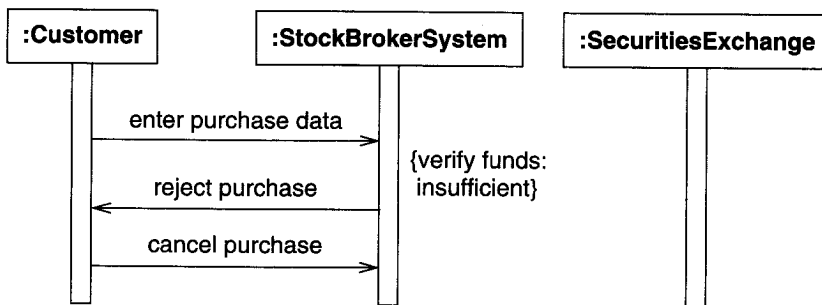 :Customer
:StockBrokerSystem
:SecuritiesExchange
enter purchase data
{verify funds:
insufficient}
reject purchase
cancel purchase